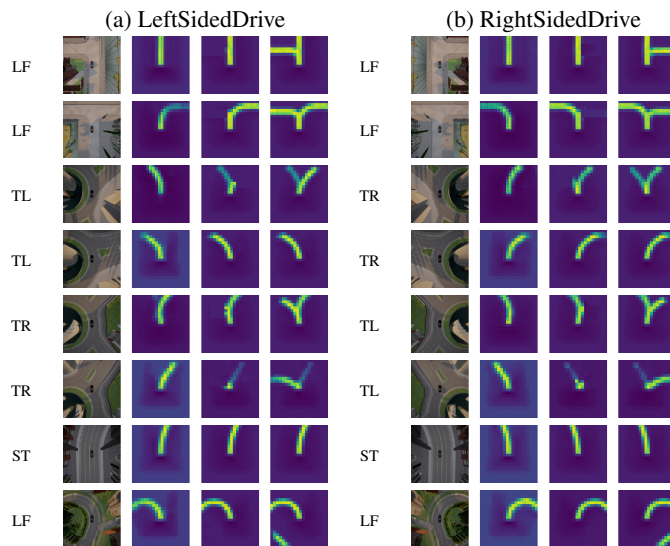 (a) LeftSidedDrive (b) RightSidedDrive
LF LF
LF LF
TL TR
TL TR
TR TL
TR TL
ST ST
LF LF